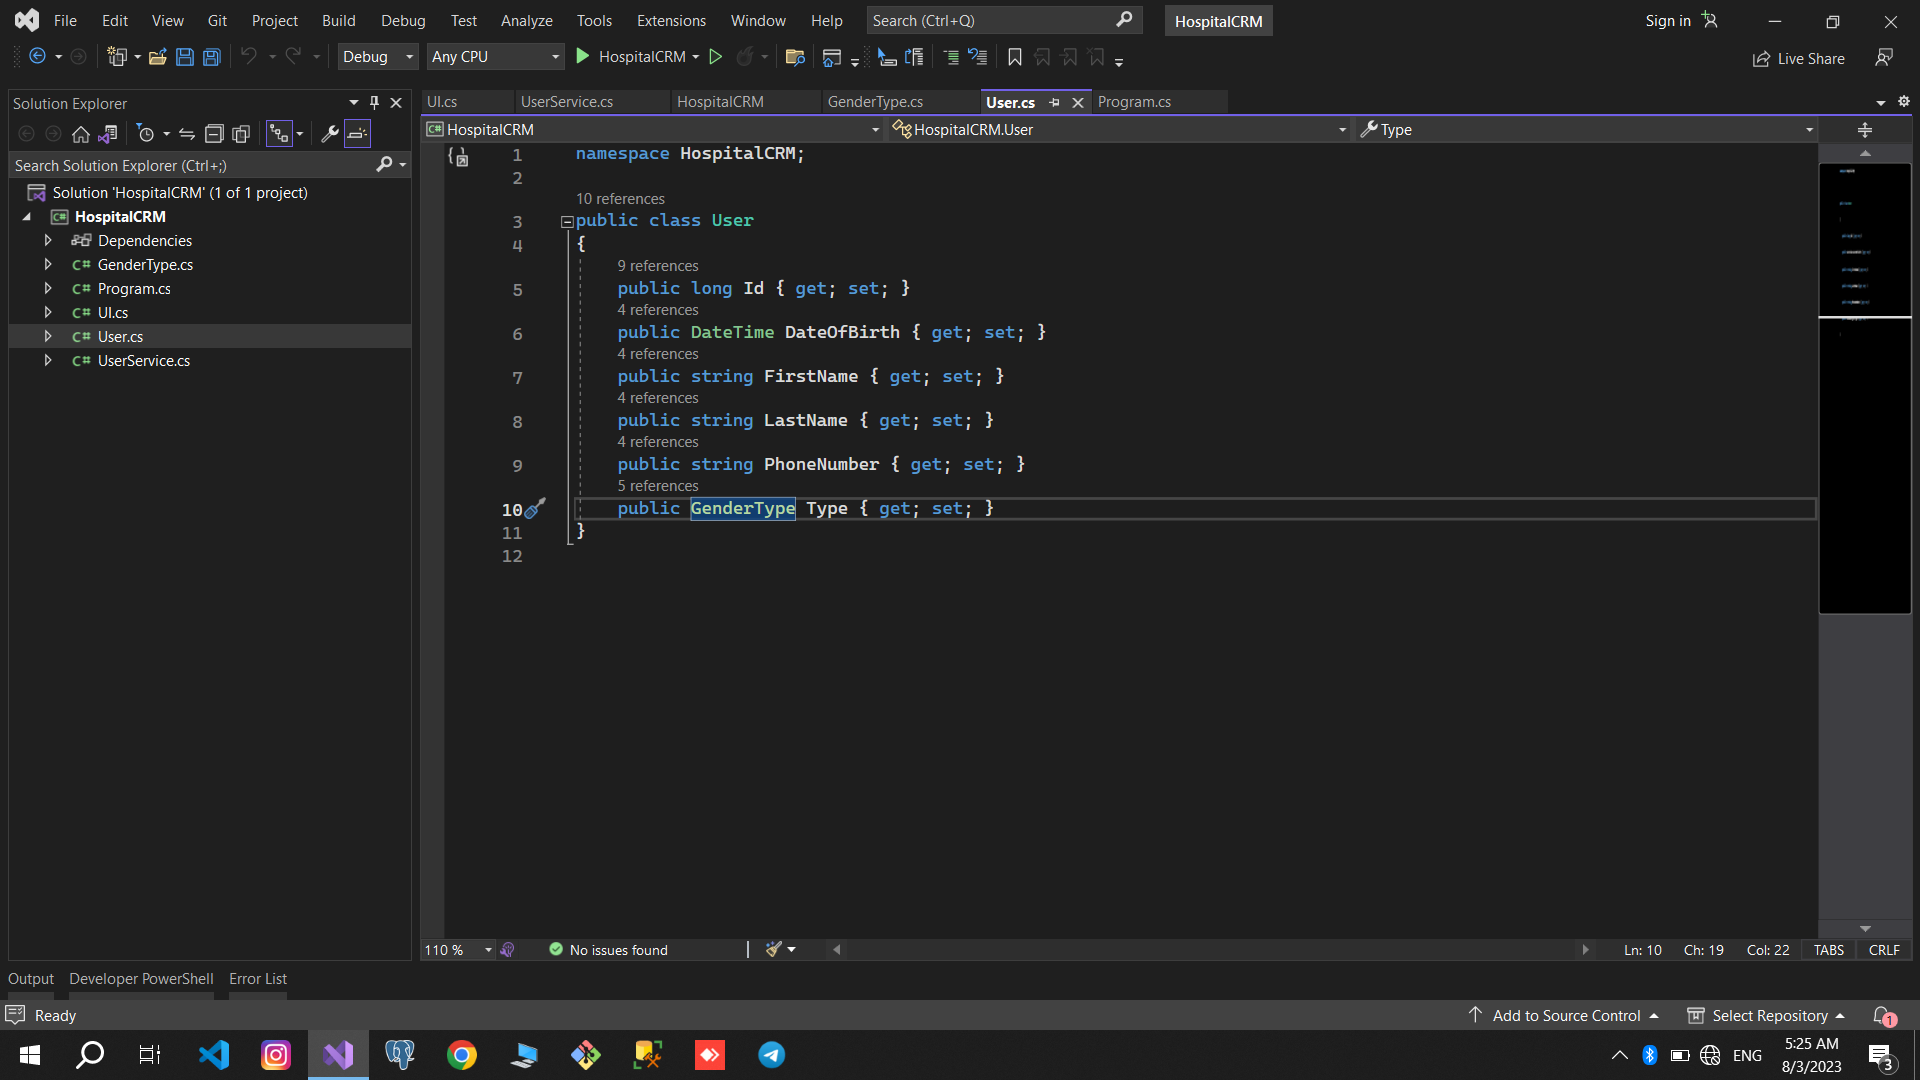 File Edit View Git Project Build Debug Test Analyze Tools Extensions Window Help Search (Ctrl+Q) HospitalCRM Sign in
Debug Any CPU HospitalCRM Live Share
Solution Explorer
Search Solution Explorer (Ctrl+;)
Solution 'HospitalCRM' (1 of 1 project)
C# HospitalCRM
Dependencies
C# GenderType.cs
C# Program.cs
C# UI.cs
C# User.cs
C# UserService.cs
UI.cs UserService.cs HospitalCRM GenderType.cs User.cs Program.cs
C# HospitalCRM HospitalCRM.User Type
1 namespace HospitalCRM;
2
10 references
3 public class User
4 {
9 references
5 public long Id { get; set; }
4 references
6 public DateTime DateOfBirth { get; set; }
4 references
7 public string FirstName { get; set; }
4 references
8 public string LastName { get; set; }
4 references
9 public string PhoneNumber { get; set; }
5 references
10 public GenderType Type { get; set; }
11 }
12
110 % No issues found Ln: 10 Ch: 19 Col: 22 TABS CRLF
Output Developer PowerShell Error List
Ready Add to Source Control Select Repository 1
ENG 5:25 AM
8/3/2023 3